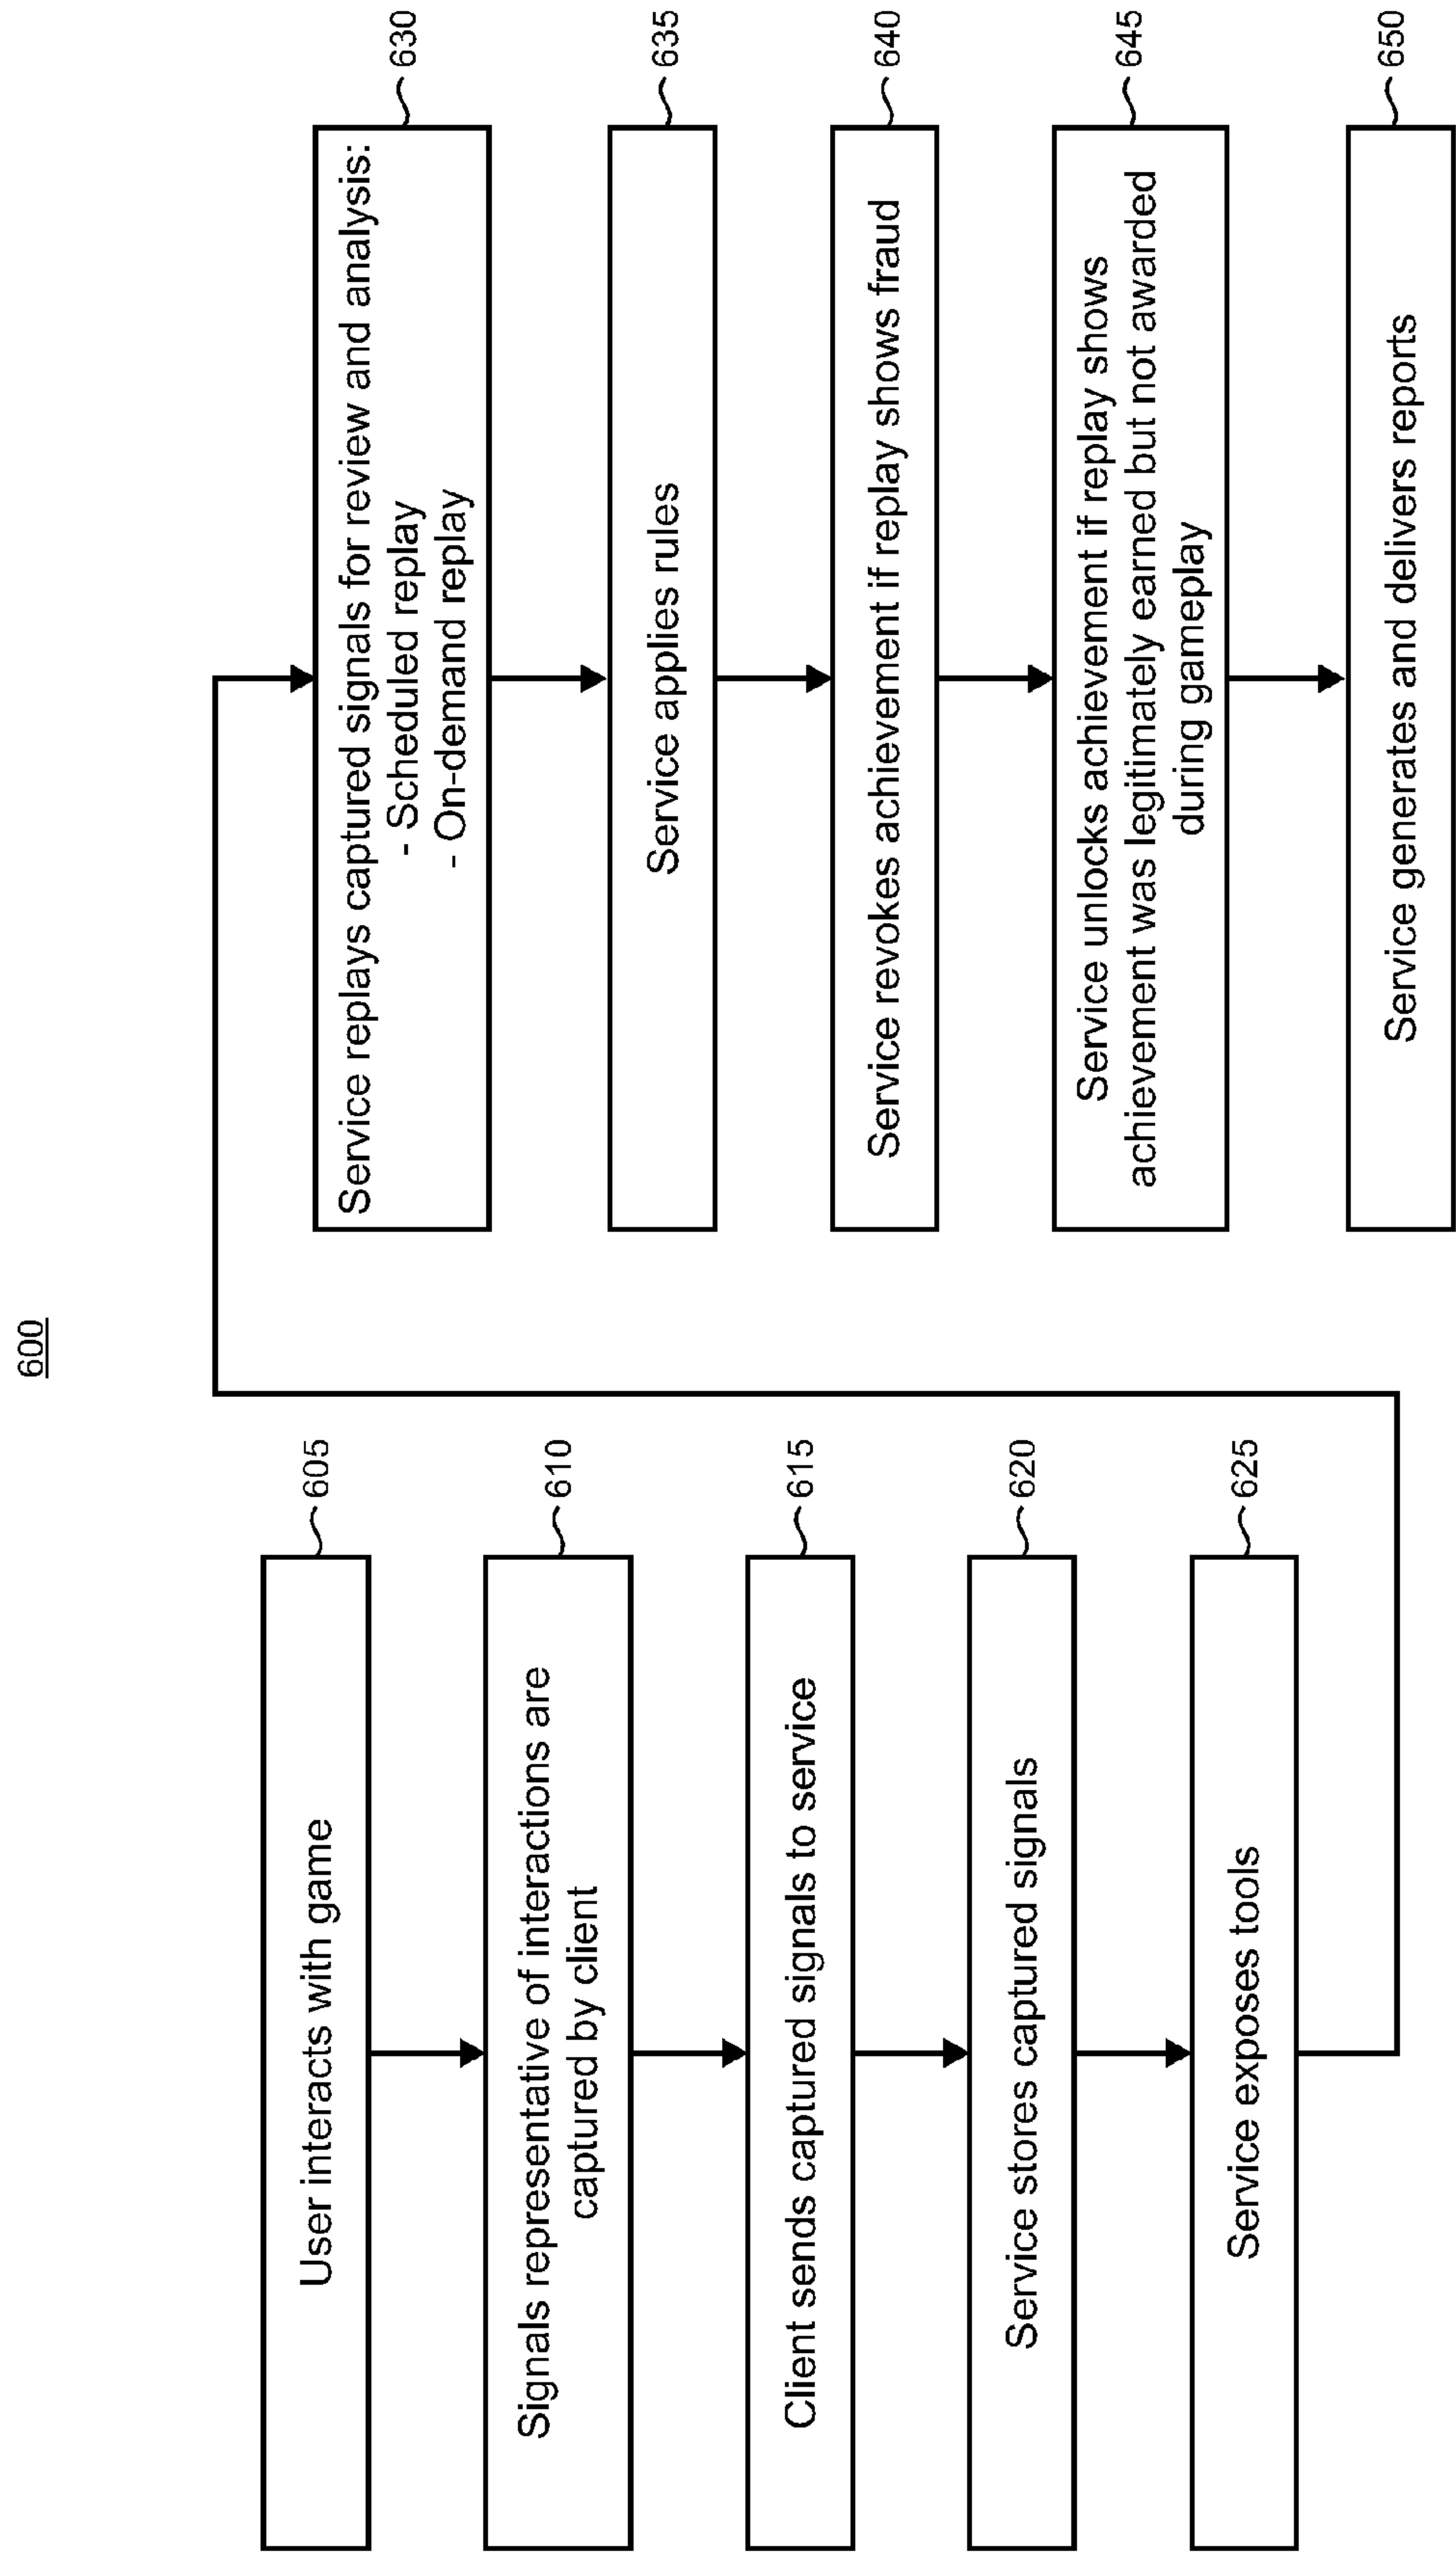 600
User interacts with game
605
Signals representative of interactions are
captured by client
610
Client sends captured signals to service
615
Service stores captured signals
620
Service exposes tools
625
Service replays captured signals for review and analysis:
- Scheduled replay
- On-demand replay
630
Service applies rules
635
Service revokes achievement if replay shows fraud
640
Service unlocks achievement if replay shows
achievement was legitimately earned but not awarded
during gameplay
645
Service generates and delivers reports
650